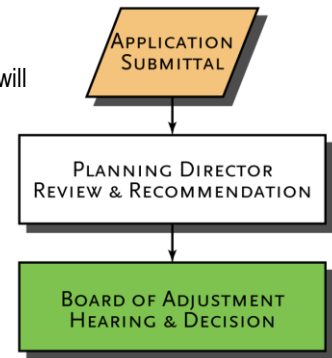 APPLICATION
SUBMITTAL
will
PLANNING DIRECTOR
REVIEW & RECOMMENDATION
BOARD OF ADJUSTMENT
HEARING & DECISION